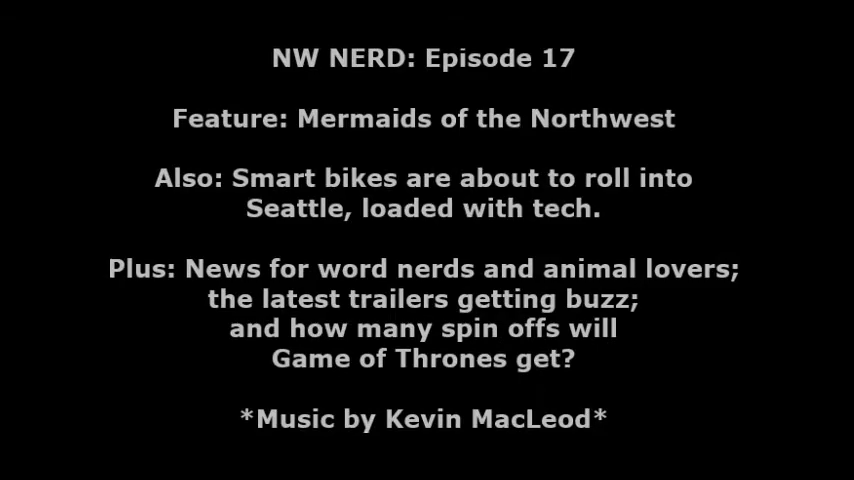 NW NERD: Episode 17
Feature: Mermaids of the Northwest
Also: Smart bikes are about to roll into
Seattle, loaded with tech.
Plus: News for word nerds and animal lovers;
the latest trailers getting buzz;
and how many spin offs will
Game of Thrones get?
*Music by Kevin MacLeod*